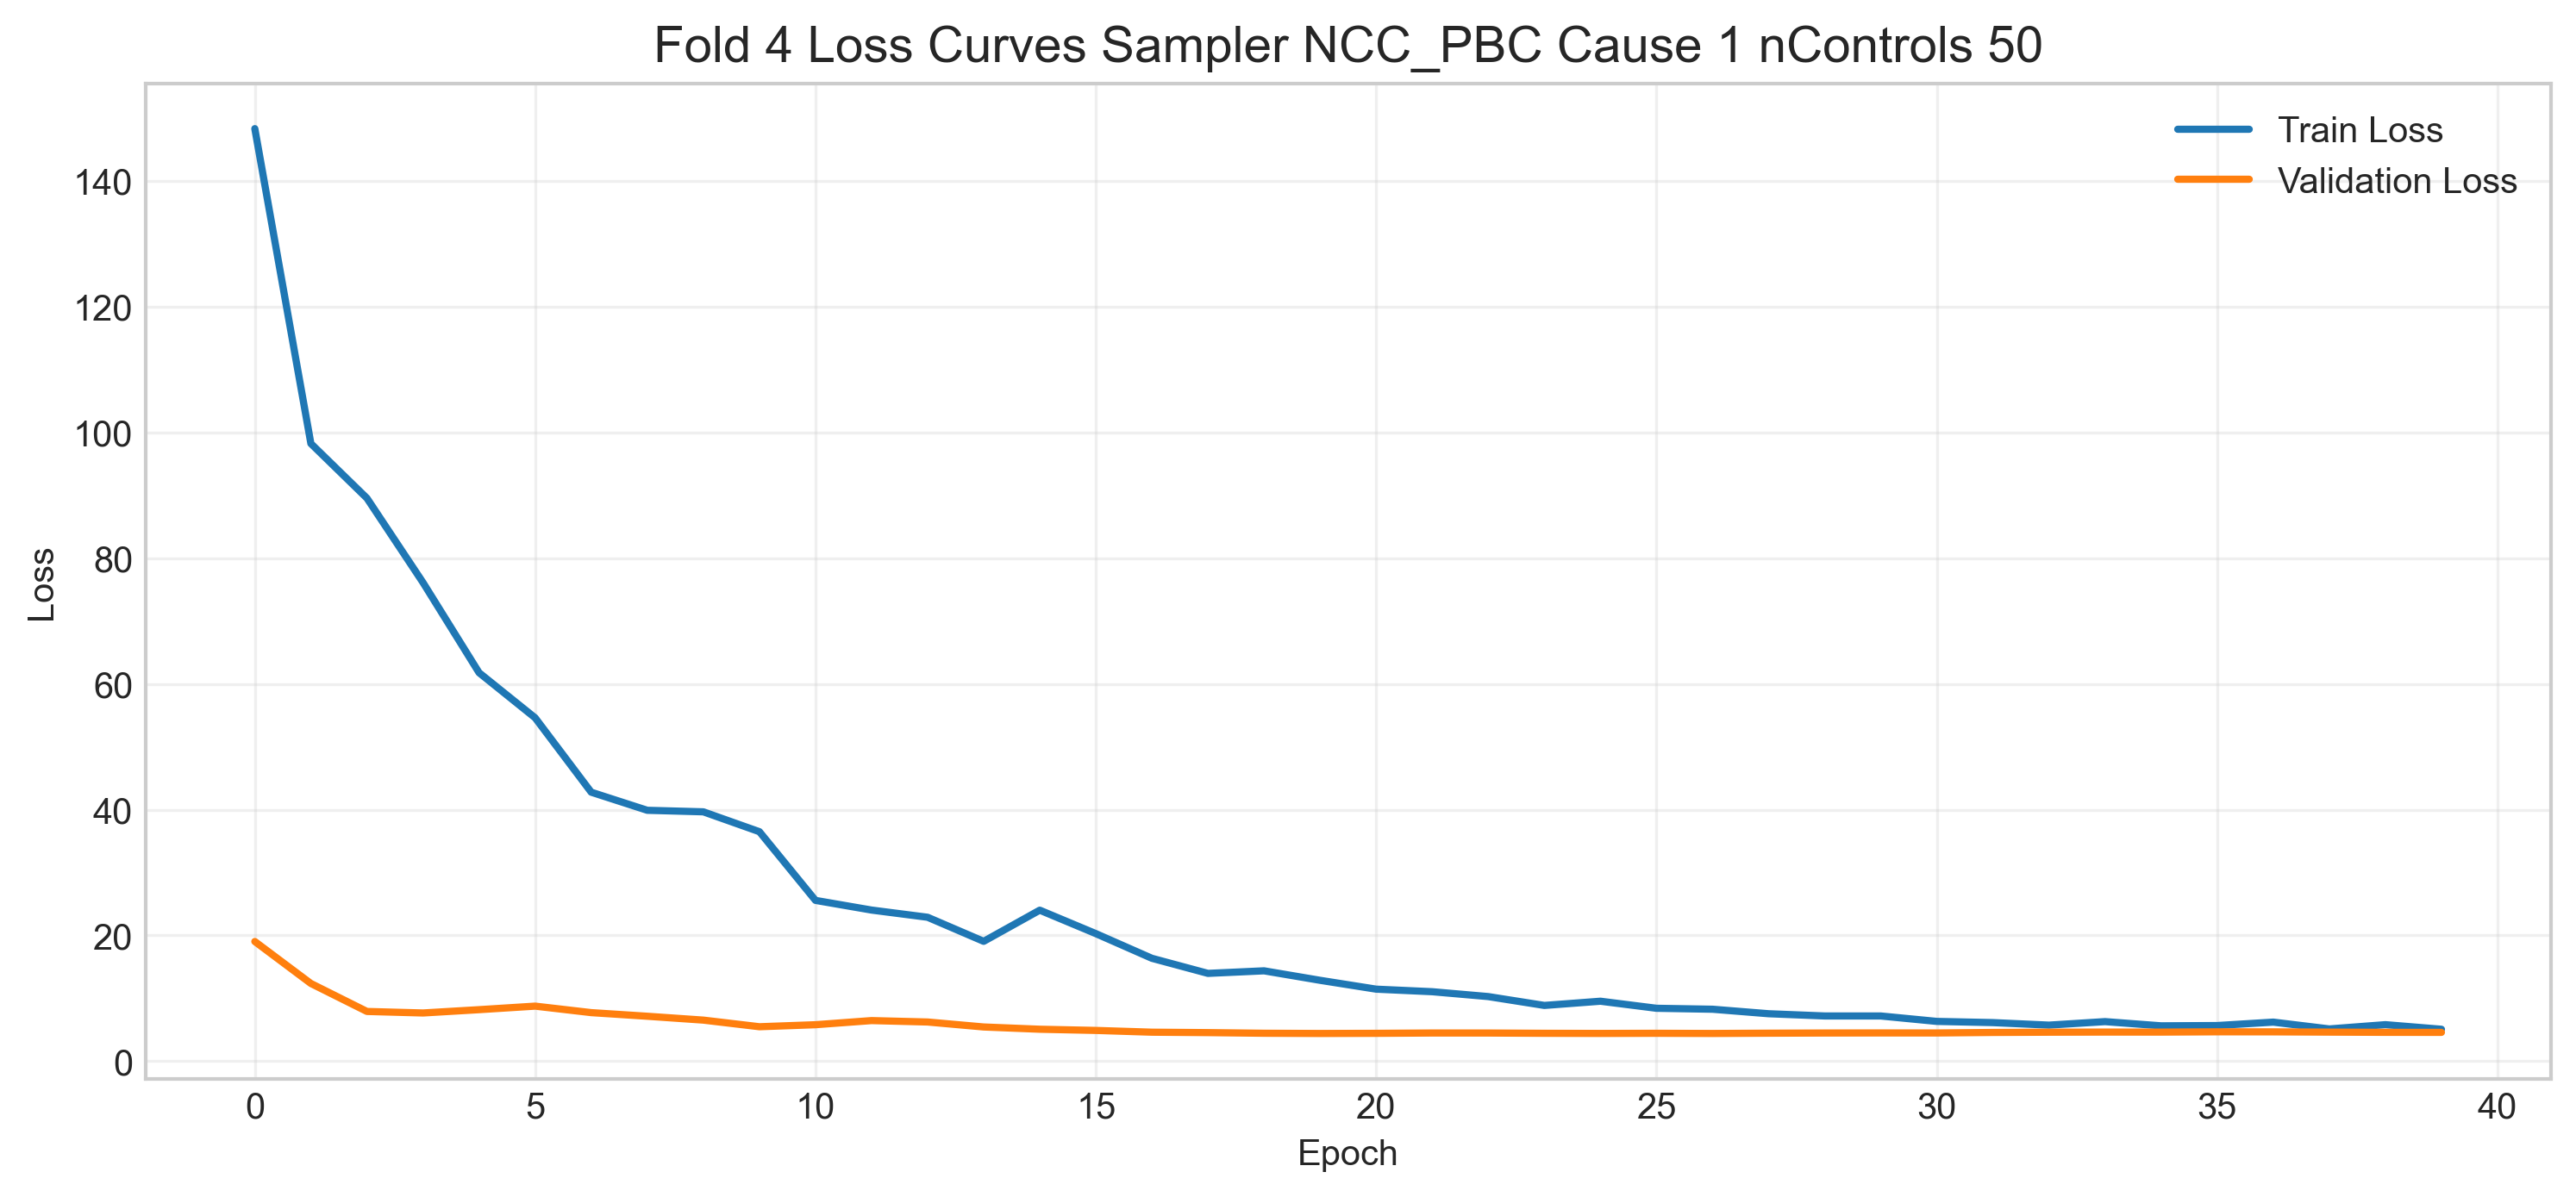 Fold 4 Loss Curves Sampler NCC_PBC Cause 1 nControls 50
Train Loss
Validation Loss
140
120
100
80
60
40
20
0
Loss
0 5 10 15 20 25 30 35 40
Epoch